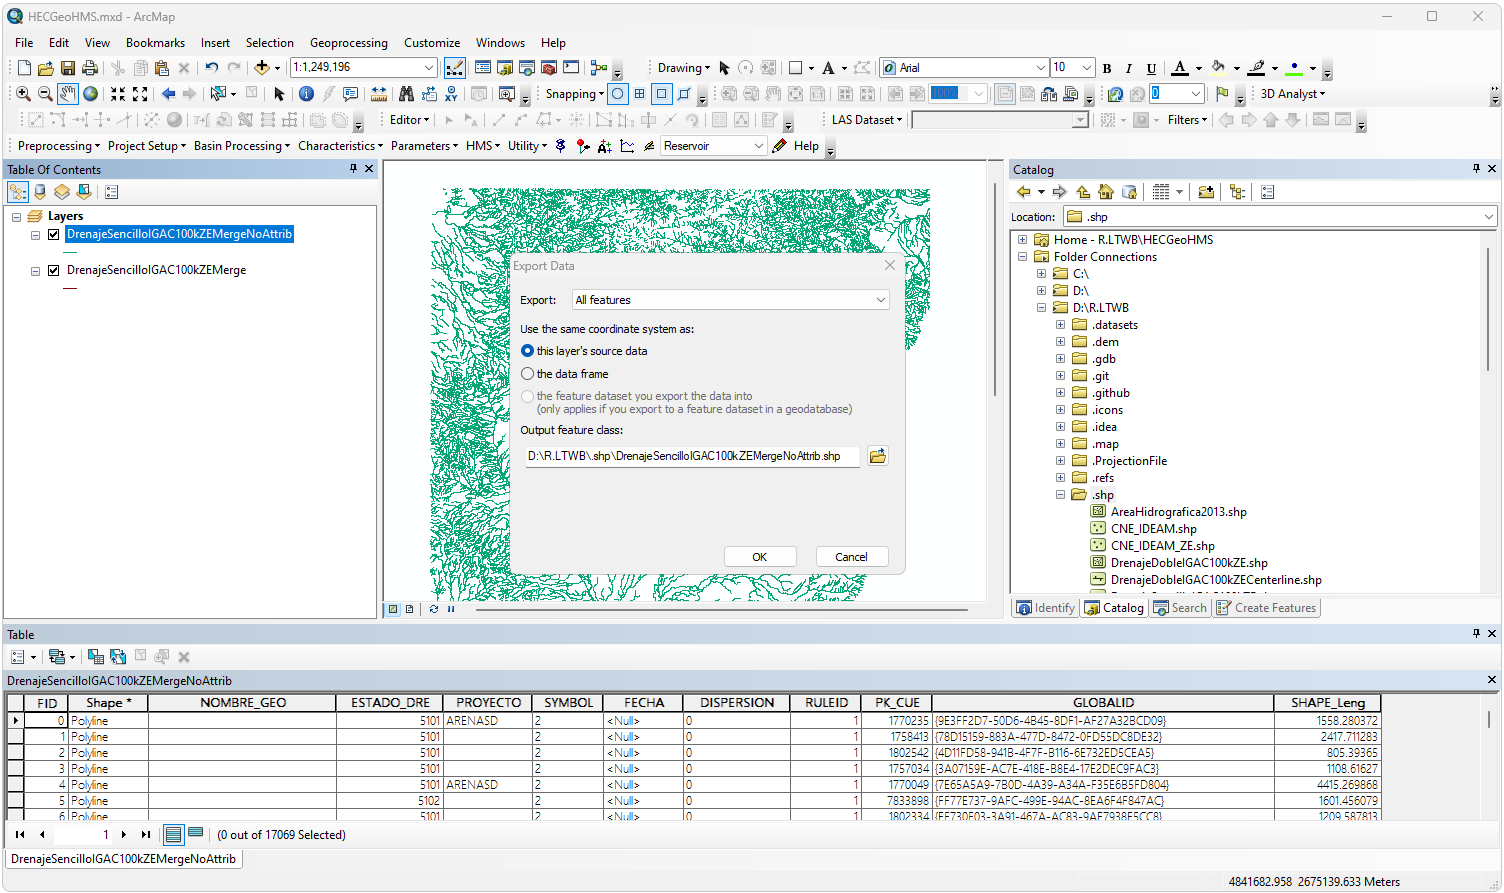 HECGeoHMS.mxd - ArcMap
File Edit View Bookmarks Insert Selection Geoprocessing Customize Windows Help
1:1,249,196 Drawing Arial 10 B I U A
Snapping 100% 0 3D Analyst
Editor LAS Dataset Filters
Preprocessing Project Setup Basin Processing Characteristics Parameters HMS Utility Reservoir Help
Table Of Contents
Layers
DrenajeSencilloIGAC100kZEMergeNoAttrib
DrenajeSencilloIGAC100kZEMerge
Export Data
Export: All features
Use the same coordinate system as:
this layer's source data
the data frame
the feature dataset you export the data into
(only applies if you export to a feature dataset in a geodatabase)
Output feature class:
D:\R.LTWB\.shp\DrenajeSencilloIGAC100kZEMergeNoAttrib.shp
OK Cancel
Catalog
Location: .shp
Home - R.LTWB\HECGeoHMS
Folder Connections
C:\
D:\
D:\R.LTWB
.datasets
.dem
.gdb
.git
.github
.icons
.idea
.map
.ProjectionFile
.refs
.shp
AreaHidrografica2013.shp
CNE_IDEAM.shp
CNE_IDEAM_ZE.shp
DrenajeDobleIGAC100kZE.shp
DrenajeDobleIGAC100kZECenterline.shp
Identify Catalog Search Create Features
Table
DrenajeSencilloIGAC100kZEMergeNoAttrib
FID Shape * NOMBRE_GEO ESTADO_DRE PROYECTO SYMBOL FECHA DISPERSION RULEID PK_CUE GLOBALID SHAPE_Leng
0 Polyline 5101 ARENASD 2 <Null> 0 1 1770235 {9E3FF2D7-50D6-4B45-8DF1-AF27A32BCD09} 1558.280372
1 Polyline 5101 2 <Null> 0 1 1758413 {78D15159-883A-477D-8472-0FD55DC8DE32} 2417.711283
2 Polyline 5101 2 <Null> 0 1 1802542 {4D11FD58-941B-4F7F-B116-6E732ED5CEA5} 805.39365
3 Polyline 5101 2 <Null> 0 1 1757034 {3A07159E-AC7E-418E-B8E4-17E2DEC9FAC3} 1108.61627
4 Polyline 5101 ARENASD 2 <Null> 0 1 1770049 {7E65A5A9-7B0D-4A39-A34A-F35E6B5FD804} 4415.269868
5 Polyline 5102 2 <Null> 0 1 7833898 {FF77E737-9AFC-499E-94AC-8EA6F4F847AC} 1601.456079
6 Polyline 5101 2 <Null> 0 1 1802334 {EF730F03-3A91-467A-AC83-9AE7938F5CC8} 1209.587813
1 (0 out of 17069 Selected)
DrenajeSencilloIGAC100kZEMergeNoAttrib
4841682.958 2675139.633 Meters